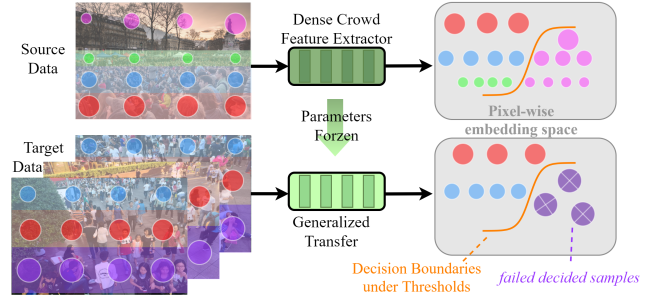 Source
Data
Dense Crowd
Feature Extractor
Parameters
Forzen
Pixel-wise
embedding space
Target
Data
Generalized
Transfer
Decision Boundaries
under Thresholds
failed decided samples